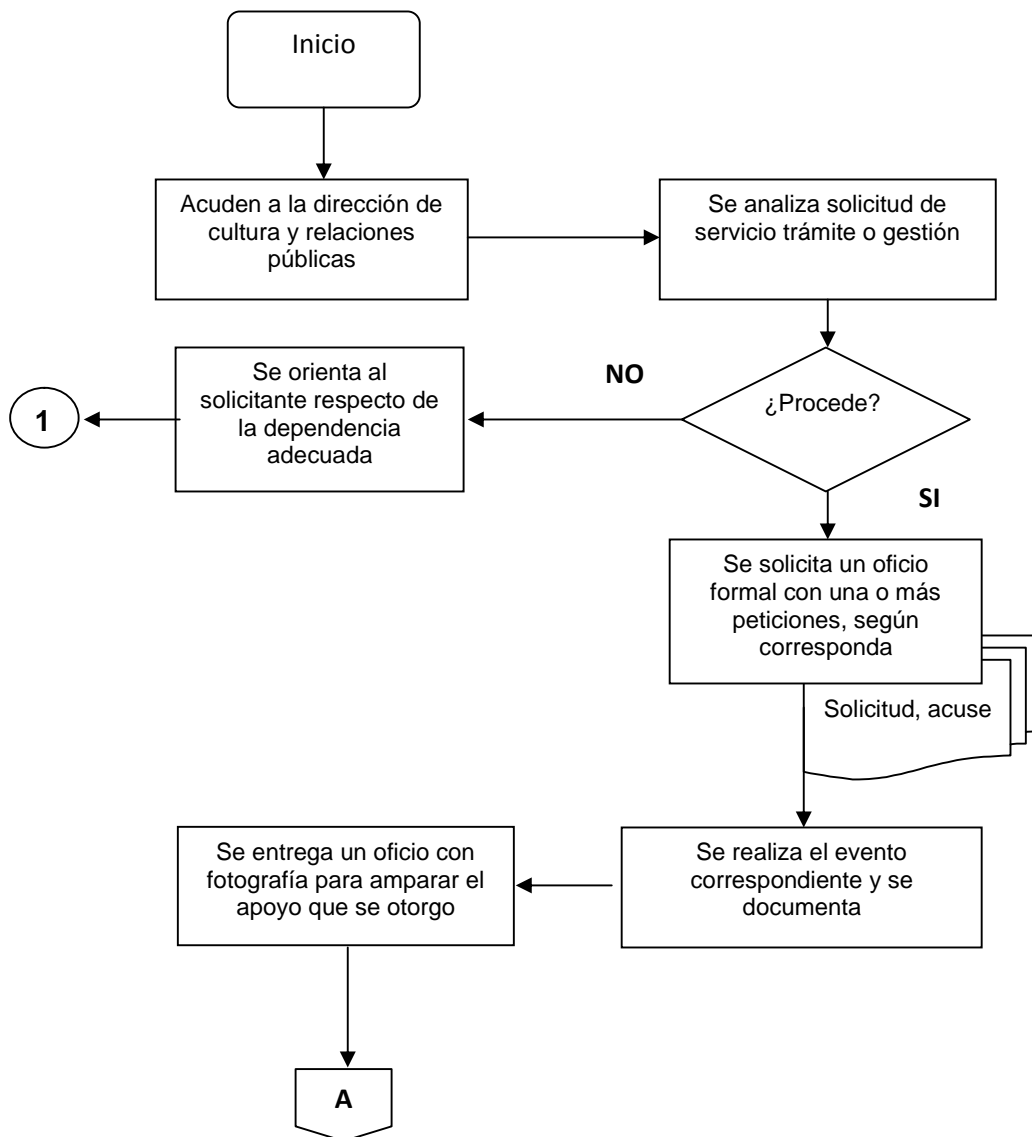 Inicio
Acuden a la dirección de
cultura y relaciones
públicas
Se analiza solicitud de
servicio trámite o gestión
Se orienta al
solicitante respecto de
la dependencia
adecuada
NO
¿Procede?
1
SI
Se solicita un oficio
formal con una o más
peticiones, según
corresponda
Solicitud, acuse
Se entrega un oficio con
fotografía para amparar el
apoyo que se otorgo
Se realiza el evento
correspondiente y se
documenta
A